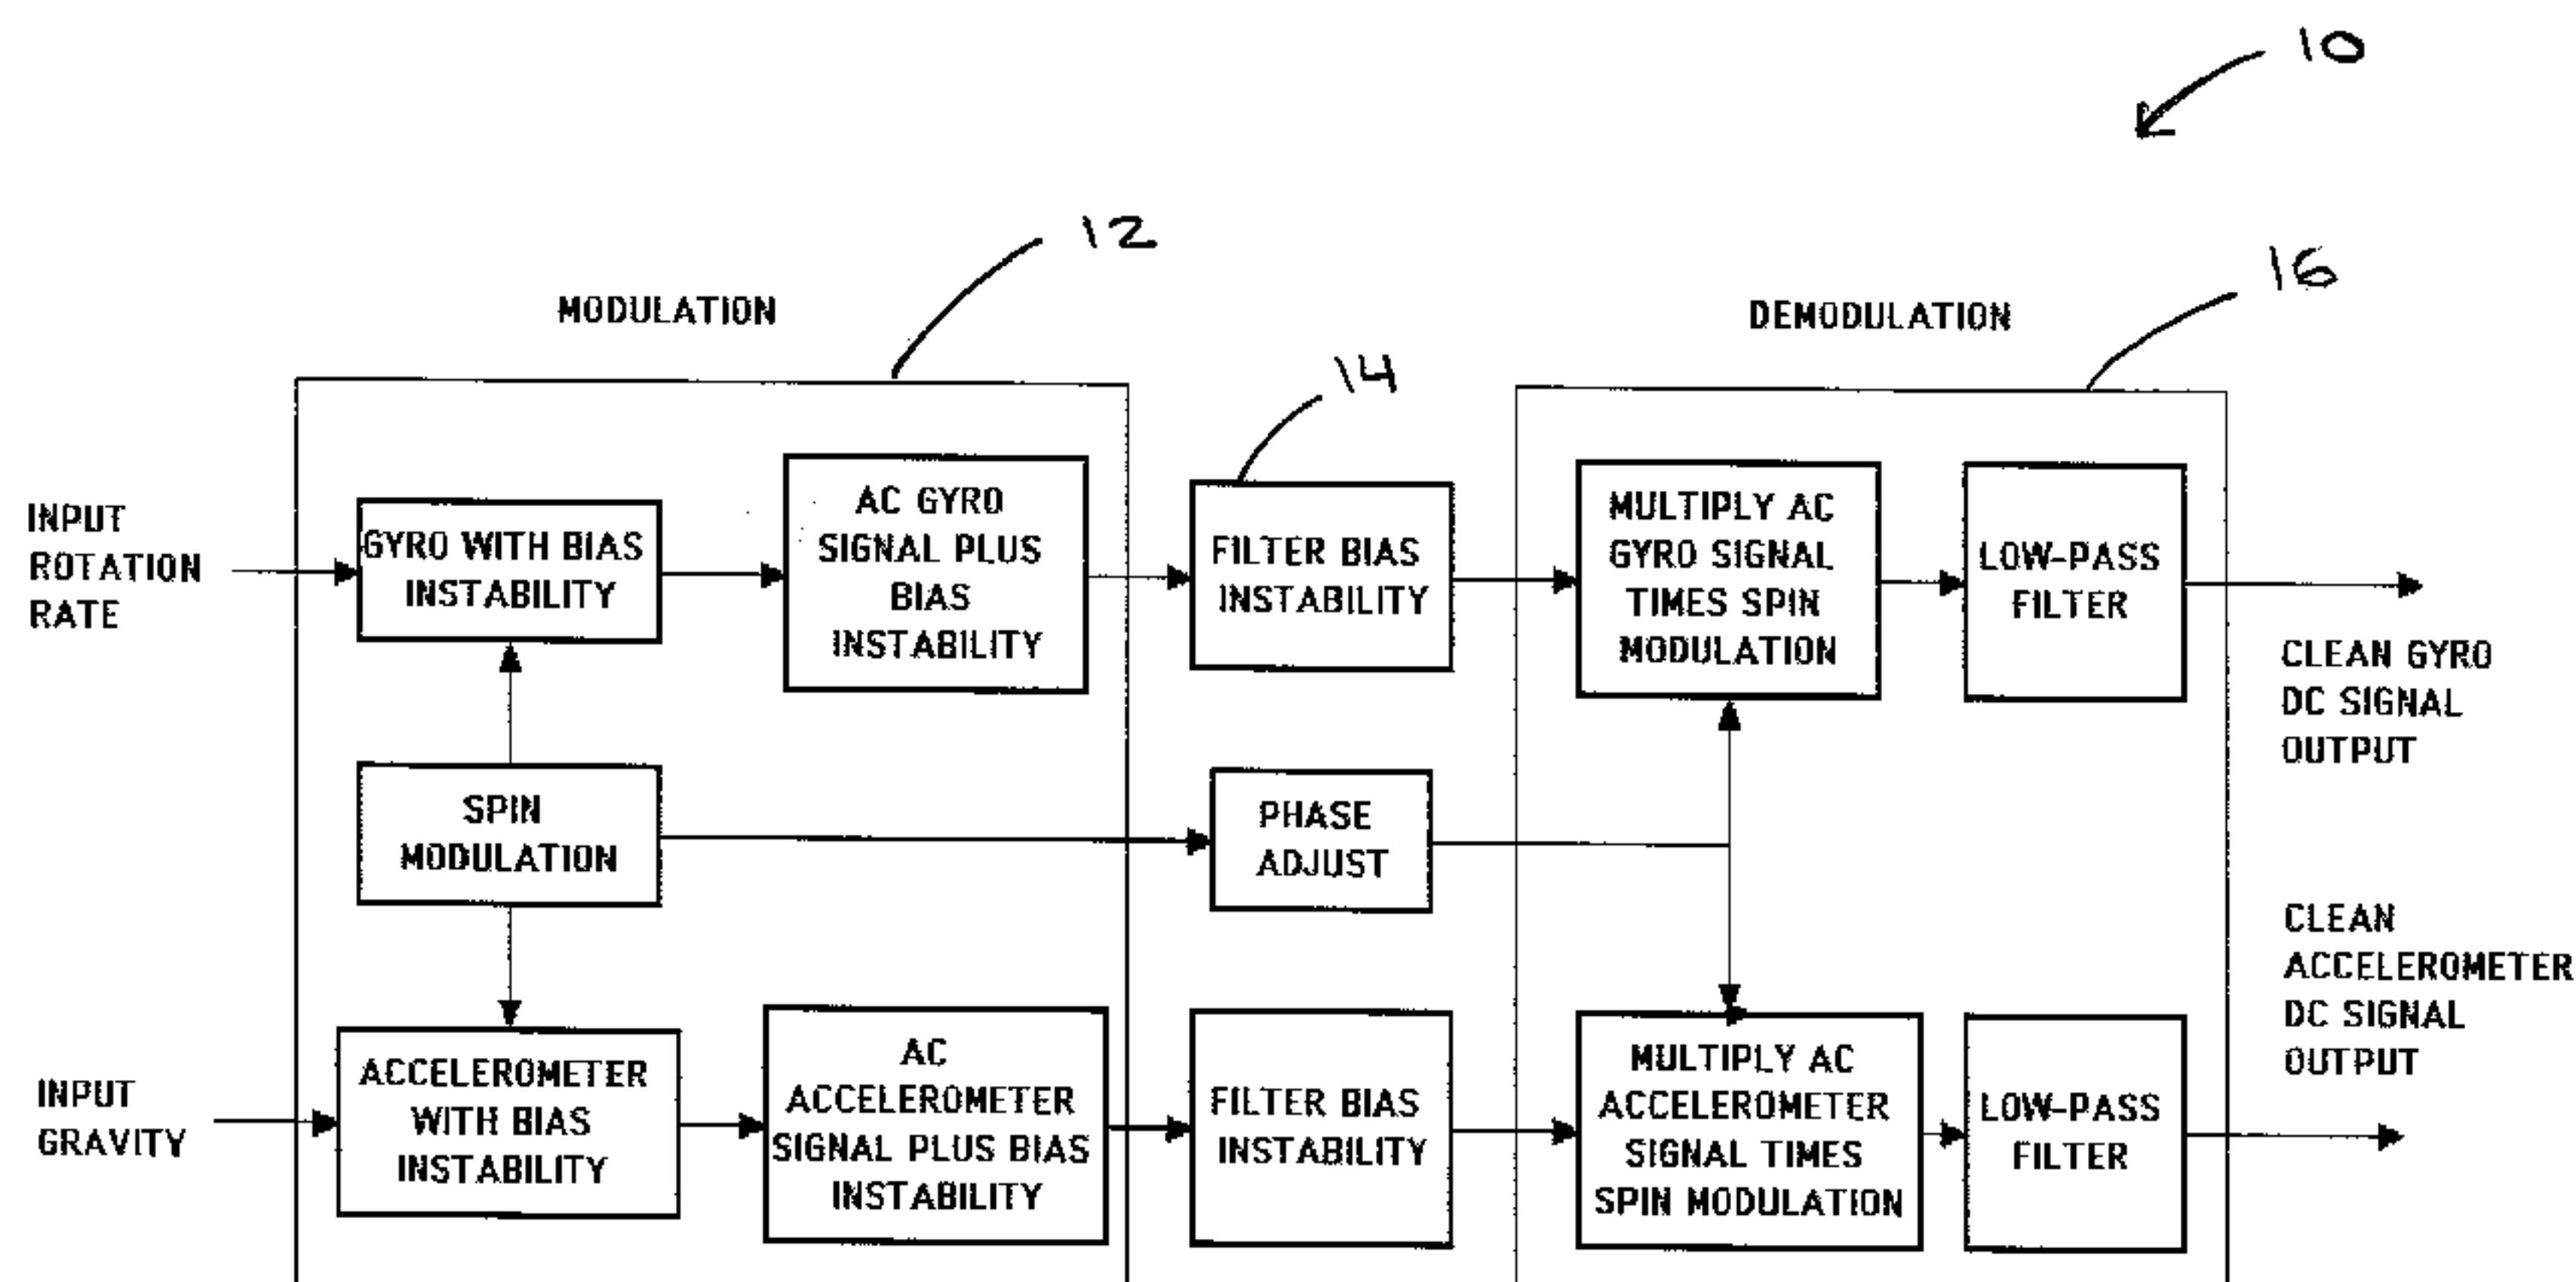 10
12
16
MODULATION
DEMODULATION
14
INPUT
ROTATION
RATE
GYRO WITH BIAS
INSTABILITY
AC GYRO
SIGNAL PLUS
BIAS
INSTABILITY
FILTER BIAS
INSTABILITY
MULTIPLY AC
GYRO SIGNAL
TIMES SPIN
MODULATION
LOW-PASS
FILTER
CLEAN GYRO
DC SIGNAL
OUTPUT
SPIN
MODULATION
PHASE
ADJUST
CLEAN
ACCELEROMETER
DC SIGNAL
OUTPUT
INPUT
GRAVITY
ACCELEROMETER
WITH BIAS
INSTABILITY
AC
ACCELEROMETER
SIGNAL PLUS BIAS
INSTABILITY
FILTER BIAS
INSTABILITY
MULTIPLY AC
ACCELEROMETER
SIGNAL TIMES
SPIN MODULATION
LOW-PASS
FILTER